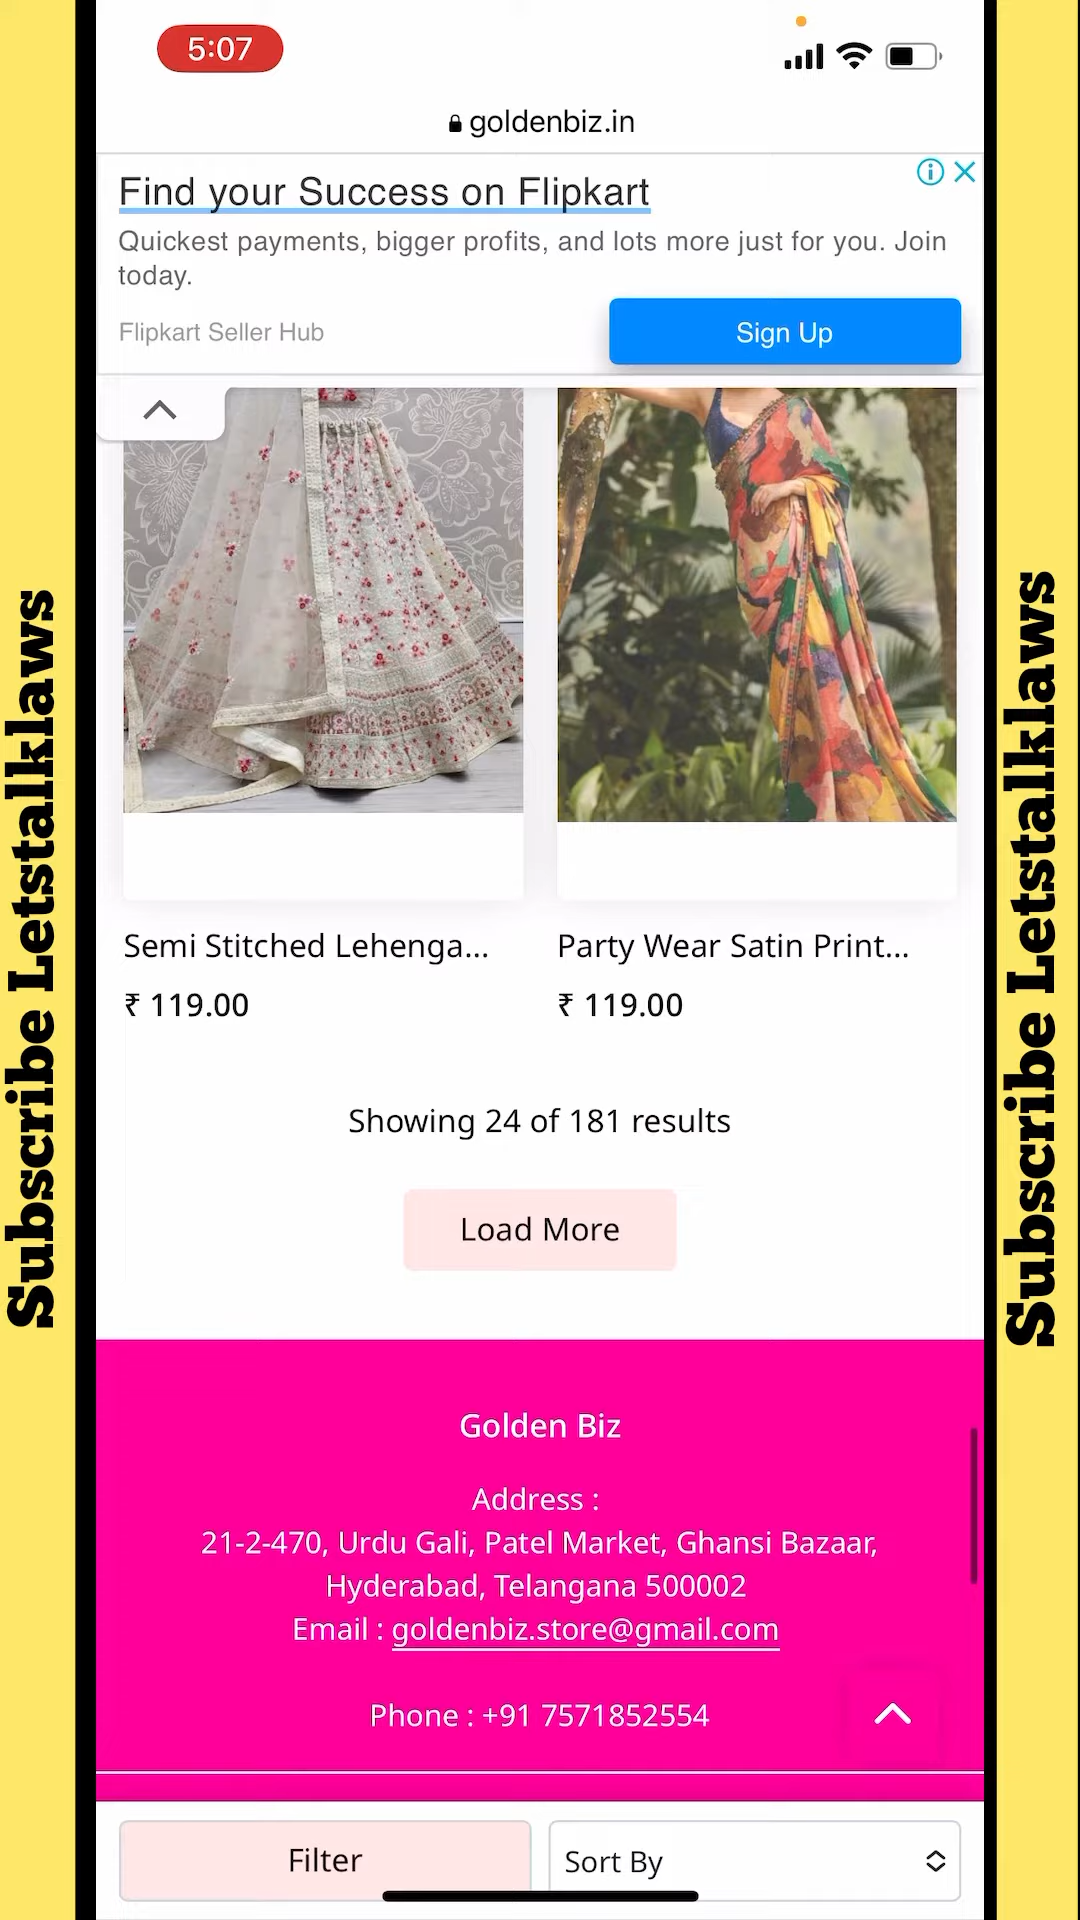 5:07
goldenbiz.in
Find your Success on Flipkart
Quickest payments, bigger profits, and lots more just for you. Join
today.
Flipkart Seller Hub
Sign Up
Semi Stitched Lehenga...
₹ 119.00
Party Wear Satin Print...
₹ 119.00
Showing 24 of 181 results
Load More
Golden Biz
Address :
21-2-470, Urdu Gali, Patel Market, Ghansi Bazaar,
Hyderabad, Telangana 500002
Email : goldenbiz.store@gmail.com
Phone : +91 7571852554
Filter
Sort By
Subscribe Letstalklaws
Subscribe Letstalklaws